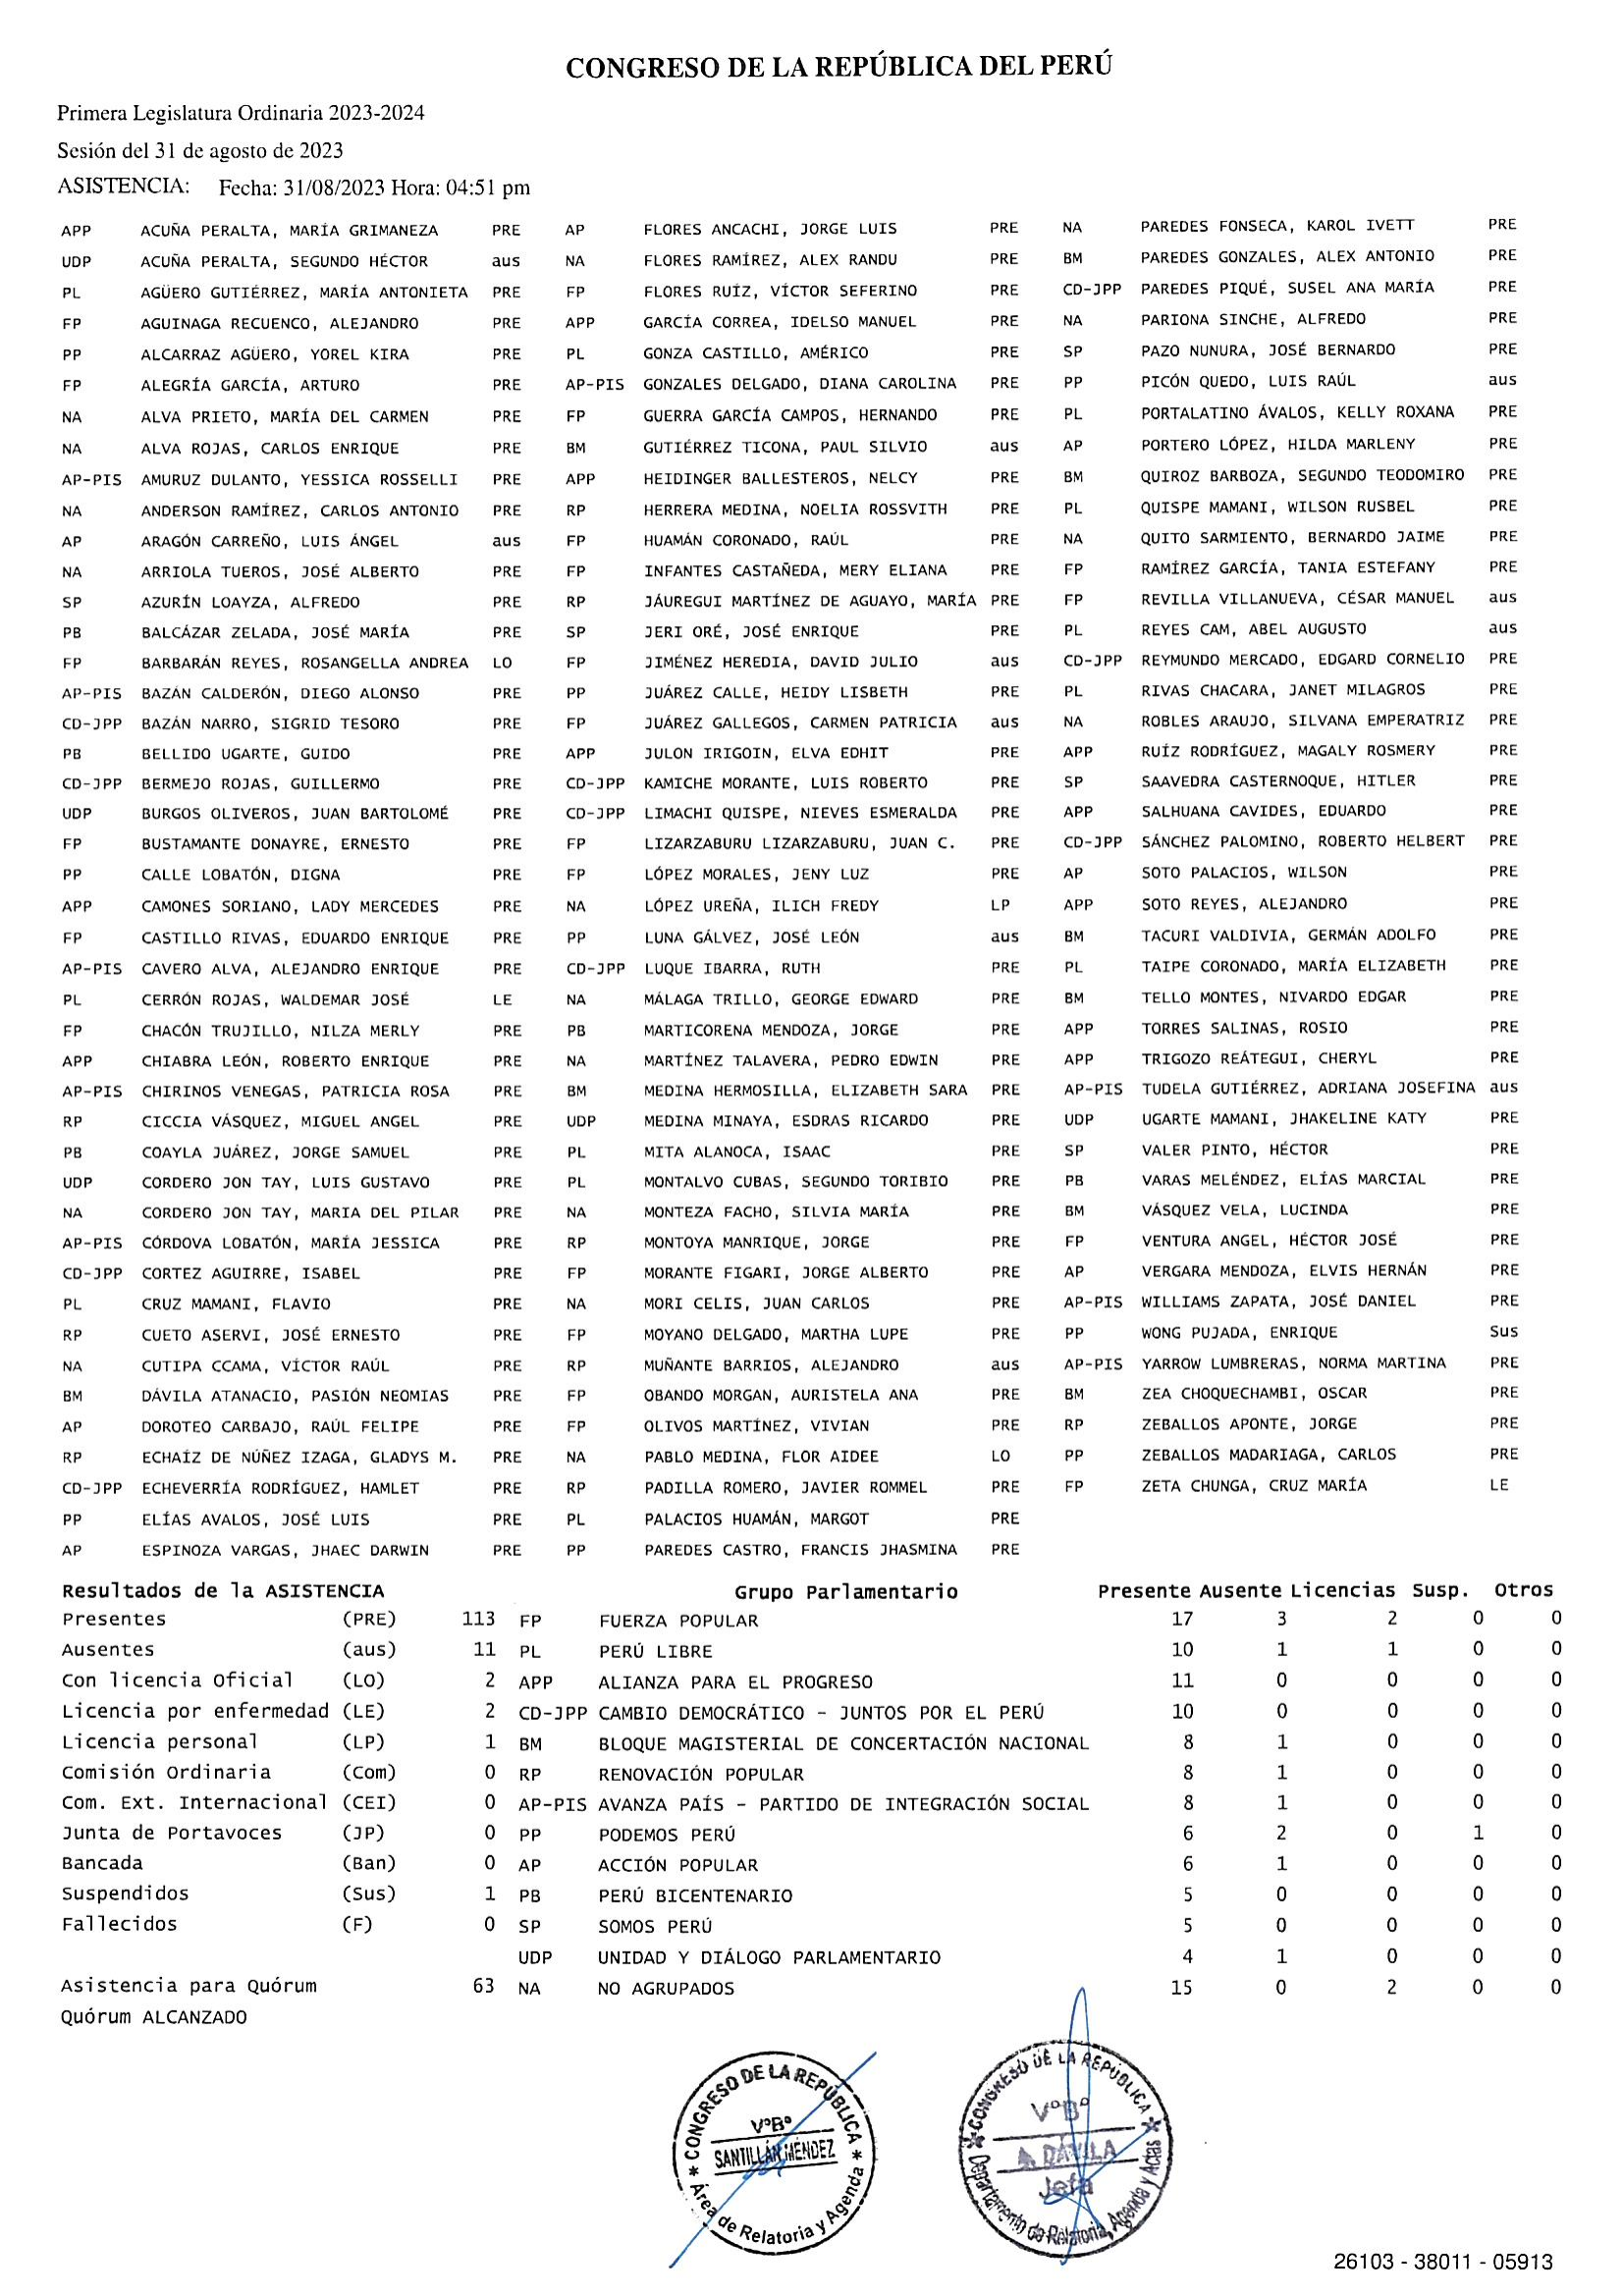 CONGRESO DE LA REPÚBLICA DEL PERÚ
Primera Legislatura Ordinaria 2023-2024
Sesión del 31 de agosto de 2023
ASISTENCIA: Fecha: 31/08/2023 Hora: 04:51 pm
APP ACUÑA PERALTA, MARÍA GRIMANEZA PRE AP FLORES ANCACHI, JORGE LUIS PRE NA PAREDES FONSECA, KAROL IVETT PRE
UDP ACUÑA PERALTA, SEGUNDO HÉCTOR aus NA FLORES RAMÍREZ, ALEX RANDU PRE BM PAREDES GONZALES, ALEX ANTONIO PRE
PL AGÜERO GUTIÉRREZ, MARÍA ANTONIETA PRE FP FLORES RUÍZ, VÍCTOR SEFERINO PRE CD-JPP PAREDES PIQUÉ, SUSEL ANA MARÍA PRE
FP AGUINAGA RECUENCO, ALEJANDRO PRE APP GARCÍA CORREA, IDELSO MANUEL PRE NA PARIONA SINCHE, ALFREDO PRE
PP ALCARRAZ AGÜERO, YOREL KIRA PRE PL GONZA CASTILLO, AMÉRICO PRE SP PAZO NUNURA, JOSÉ BERNARDO PRE
FP ALEGRÍA GARCÍA, ARTURO PRE AP-PIS GONZALES DELGADO, DIANA CAROLINA PRE PP PICÓN QUEDO, LUIS RAÚL aus
NA ALVA PRIETO, MARÍA DEL CARMEN PRE FP GUERRA GARCÍA CAMPOS, HERNANDO PRE PL PORTALATINO ÁVALOS, KELLY ROXANA PRE
NA ALVA ROJAS, CARLOS ENRIQUE PRE BM GUTIÉRREZ TICONA, PAUL SILVIO aus AP PORTERO LÓPEZ, HILDA MARLENY PRE
AP-PIS AMURUZ DULANTO, YESSICA ROSSELLI PRE APP HEIDINGER BALLESTEROS, NELCY PRE BM QUIROZ BARBOZA, SEGUNDO TEODOMIRO PRE
NA ANDERSON RAMÍREZ, CARLOS ANTONIO PRE RP HERRERA MEDINA, NOELIA ROSSVITH PRE PL QUISPE MAMANI, WILSON RUSBEL PRE
AP ARAGÓN CARREÑO, LUIS ÁNGEL aus FP HUAMÁN CORONADO, RAÚL PRE NA QUITO SARMIENTO, BERNARDO JAIME PRE
NA ARRIOLA TUEROS, JOSÉ ALBERTO PRE FP INFANTES CASTAÑEDA, MERY ELIANA PRE FP RAMÍREZ GARCÍA, TANIA ESTEFANY PRE
SP AZURÍN LOAYZA, ALFREDO PRE RP JÁUREGUI MARTÍNEZ DE AGUAYO, MARÍA PRE FP REVILLA VILLANUEVA, CÉSAR MANUEL aus
PB BALCÁZAR ZELADA, JOSÉ MARÍA PRE SP JERI ORÉ, JOSÉ ENRIQUE PRE PL REYES CAM, ABEL AUGUSTO aus
FP BARBARÁN REYES, ROSANGELLA ANDREA LO FP JIMÉNEZ HEREDIA, DAVID JULIO aus CD-JPP REYMUNDO MERCADO, EDGARD CORNELIO PRE
AP-PIS BAZÁN CALDERÓN, DIEGO ALONSO PRE PP JUÁREZ CALLE, HEIDY LISBETH PRE PL RIVAS CHACARA, JANET MILAGROS PRE
CD-JPP BAZÁN NARRO, SIGRID TESORO PRE FP JUÁREZ GALLEGOS, CARMEN PATRICIA aus NA ROBLES ARAUJO, SILVANA EMPERATRIZ PRE
PB BELLIDO UGARTE, GUIDO PRE APP JULON IRIGOIN, ELVA EDHIT PRE APP RUÍZ RODRÍGUEZ, MAGALY ROSMERY PRE
CD-JPP BERMEJO ROJAS, GUILLERMO PRE CD-JPP KAMICHE MORANTE, LUIS ROBERTO PRE SP SAAVEDRA CASTERNOQUE, HITLER PRE
UDP BURGOS OLIVEROS, JUAN BARTOLOMÉ PRE CD-JPP LIMACHI QUISPE, NIEVES ESMERALDA PRE APP SALHUANA CAVIDES, EDUARDO PRE
FP BUSTAMANTE DONAYRE, ERNESTO PRE FP LIZARZABURU LIZARZABURU, JUAN C. PRE CD-JPP SÁNCHEZ PALOMINO, ROBERTO HELBERT PRE
PP CALLE LOBATÓN, DIGNA PRE FP LÓPEZ MORALES, JENY LUZ PRE AP SOTO PALACIOS, WILSON PRE
APP CAMONES SORIANO, LADY MERCEDES PRE NA LÓPEZ UREÑA, ILICH FREDY LP APP SOTO REYES, ALEJANDRO PRE
FP CASTILLO RIVAS, EDUARDO ENRIQUE PRE PP LUNA GÁLVEZ, JOSÉ LEÓN aus BM TACURI VALDIVIA, GERMÁN ADOLFO PRE
AP-PIS CAVERO ALVA, ALEJANDRO ENRIQUE PRE CD-JPP LUQUE IBARRA, RUTH PRE PL TAIPE CORONADO, MARÍA ELIZABETH PRE
PL CERRÓN ROJAS, WALDEMAR JOSÉ LE NA MÁLAGA TRILLO, GEORGE EDWARD PRE BM TELLO MONTES, NIVARDO EDGAR PRE
FP CHACÓN TRUJILLO, NILZA MERLY PRE PB MARTICORENA MENDOZA, JORGE PRE APP TORRES SALINAS, ROSIO PRE
APP CHIABRA LEÓN, ROBERTO ENRIQUE PRE NA MARTÍNEZ TALAVERA, PEDRO EDWIN PRE APP TRIGOZO REÁTEGUI, CHERYL PRE
AP-PIS CHIRINOS VENEGAS, PATRICIA ROSA PRE BM MEDINA HERMOSILLA, ELIZABETH SARA PRE AP-PIS TUDELA GUTIÉRREZ, ADRIANA JOSEFINA aus
RP CICCIA VÁSQUEZ, MIGUEL ANGEL PRE UDP MEDINA MINAYA, ESDRAS RICARDO PRE UDP UGARTE MAMANI, JHAKELINE KATY PRE
PB COAYLA JUÁREZ, JORGE SAMUEL PRE PL MITA ALANOCA, ISAAC PRE SP VALER PINTO, HÉCTOR PRE
UDP CORDERO JON TAY, LUIS GUSTAVO PRE PL MONTALVO CUBAS, SEGUNDO TORIBIO PRE PB VARAS MELÉNDEZ, ELÍAS MARCIAL PRE
NA CORDERO JON TAY, MARIA DEL PILAR PRE NA MONTEZA FACHO, SILVIA MARÍA PRE BM VÁSQUEZ VELA, LUCINDA PRE
AP-PIS CÓRDOVA LOBATÓN, MARÍA JESSICA PRE RP MONTOYA MANRIQUE, JORGE PRE FP VENTURA ANGEL, HÉCTOR JOSÉ PRE
CD-JPP CORTEZ AGUIRRE, ISABEL PRE FP MORANTE FIGARI, JORGE ALBERTO PRE AP VERGARA MENDOZA, ELVIS HERNÁN PRE
PL CRUZ MAMANI, FLAVIO PRE NA MORI CELIS, JUAN CARLOS PRE AP-PIS WILLIAMS ZAPATA, JOSÉ DANIEL PRE
RP CUETO ASERVI, JOSÉ ERNESTO PRE FP MOYANO DELGADO, MARTHA LUPE PRE PP WONG PUJADA, ENRIQUE Sus
NA CUTIPA CCAMA, VÍCTOR RAÚL PRE RP MUÑANTE BARRIOS, ALEJANDRO aus AP-PIS YARROW LUMBRERAS, NORMA MARTINA PRE
BM DÁVILA ATANACIO, PASIÓN NEOMIAS PRE FP OBANDO MORGAN, AURISTELA ANA PRE BM ZEA CHOQUECHAMBI, OSCAR PRE
AP DOROTEO CARBAJO, RAÚL FELIPE PRE FP OLIVOS MARTÍNEZ, VIVIAN PRE RP ZEBALLOS APONTE, JORGE PRE
RP ECHAÍZ DE NÚÑEZ IZAGA, GLADYS M. PRE NA PABLO MEDINA, FLOR AIDEE LO PP ZEBALLOS MADARIAGA, CARLOS PRE
CD-JPP ECHEVERRÍA RODRÍGUEZ, HAMLET PRE RP PADILLA ROMERO, JAVIER ROMMEL PRE FP ZETA CHUNGA, CRUZ MARÍA LE
PP ELÍAS AVALOS, JOSÉ LUIS PRE PL PALACIOS HUAMÁN, MARGOT PRE
AP ESPINOZA VARGAS, JHAEC DARWIN PRE PP PAREDES CASTRO, FRANCIS JHASMINA PRE
Resultados de la ASISTENCIA Grupo Parlamentario Presente Ausente Licencias Susp. Otros
Presentes (PRE) 113 FP FUERZA POPULAR 17 3 2 0 0
Ausentes (aus) 11 PL PERÚ LIBRE 10 1 1 0 0
Con licencia Oficial (LO) 2 APP ALIANZA PARA EL PROGRESO 11 0 0 0 0
Licencia por enfermedad (LE) 2 CD-JPP CAMBIO DEMOCRÁTICO - JUNTOS POR EL PERÚ 10 0 0 0 0
Licencia personal (LP) 1 BM BLOQUE MAGISTERIAL DE CONCERTACIÓN NACIONAL 8 1 0 0 0
Comisión Ordinaria (Com) 0 RP RENOVACIÓN POPULAR 8 1 0 0 0
Com. Ext. Internacional (CEI) 0 AP-PIS AVANZA PAÍS - PARTIDO DE INTEGRACIÓN SOCIAL 8 1 0 0 0
Junta de Portavoces (JP) 0 PP PODEMOS PERÚ 6 2 0 1 0
Bancada (Ban) 0 AP ACCIÓN POPULAR 6 1 0 0 0
Suspendidos (Sus) 1 PB PERÚ BICENTENARIO 5 0 0 0 0
Fallecidos (F) 0 SP SOMOS PERÚ 5 0 0 0 0
UDP UNIDAD Y DIÁLOGO PARLAMENTARIO 4 1 0 0 0
Asistencia para Quórum 63 NA NO AGRUPADOS 15 0 2 0 0
Quórum ALCANZADO
CONGRESO DE LA REPÚBLICA
V°B°
SANTILLÁN MÉNDEZ
Área de Relatoria y Agenda
CONGRESO DE LA REPÚBLICA
V°B°
A. DÁVILA
Jefa
Departamento de Relatoria, Agenda y Actas
26103 - 38011 - 05913